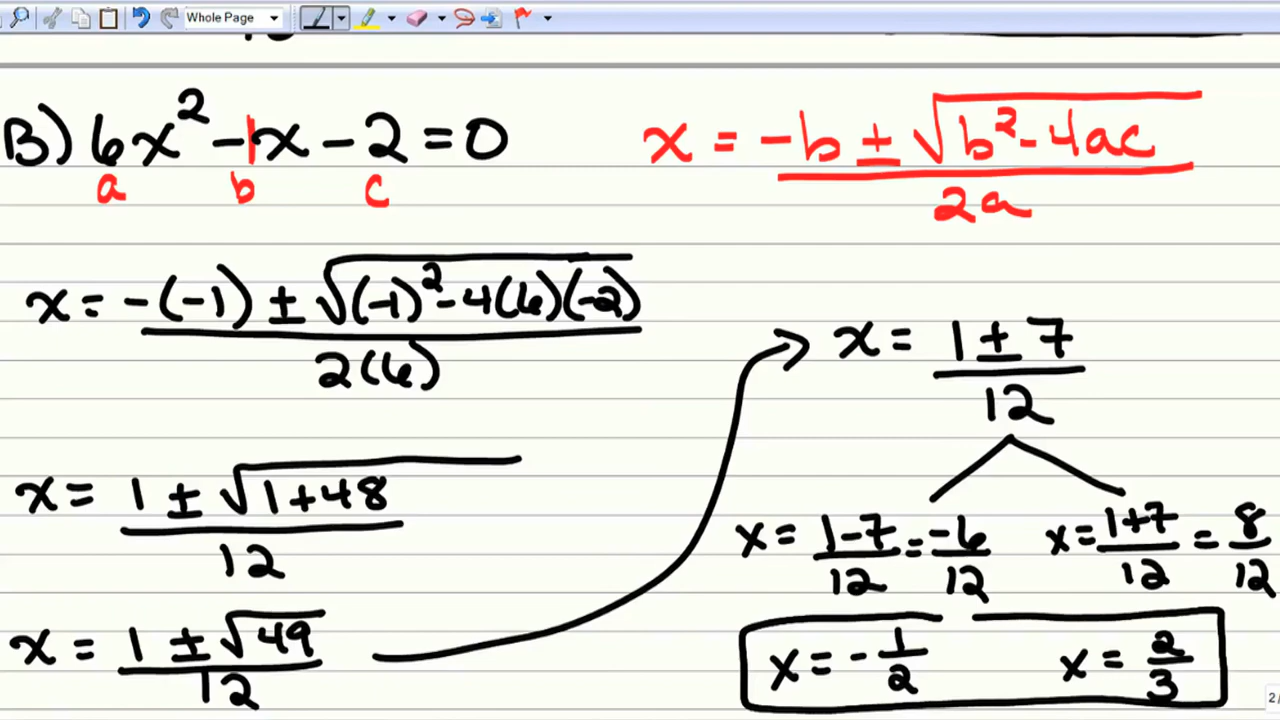 Whole Page
B) 6x² - 1x - 2 = 0
a b c
x = -b ± √(b² - 4ac) / 2a
x = -(-1) ± √((-1)² - 4(6)(-2)) / 2(6)
x = 1 ± √(1+48) / 12
x = 1 ± √49 / 12
x = 1 ± 7 / 12
x = 1-7 / 12 = -6 / 12
x = 1+7 / 12 = 8 / 12
x = -1/2
x = 2/3
2/